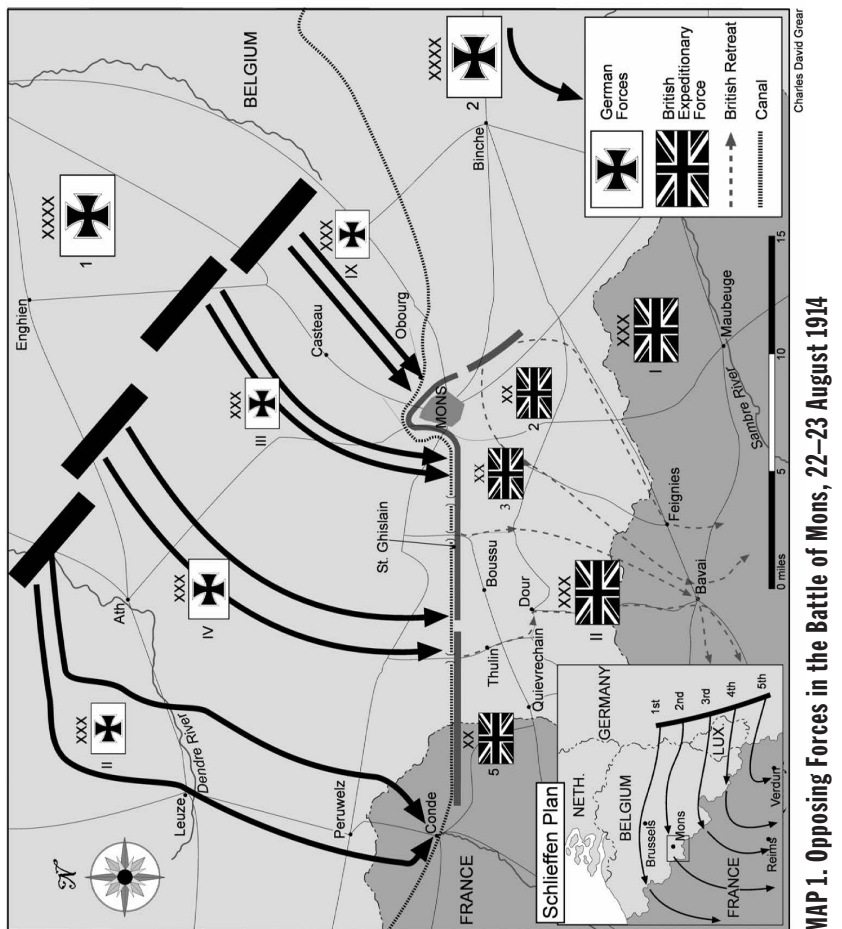 MAP 1. Opposing Forces in the Battle of Mons, 22–23 August 1914
N
BELGIUM
Enghien
XXXX
1
XXXX
2
XXX
IX
XXX
III
XXX
IV
XXX
II
Leuze
Dendre River
Ath
Casteau
Obourg
Binche
Peruwelz
Conde
FRANCE
St. Ghislain
MONS
Boussu
Thulin
Dour
Quievrechain
XX
5
XX
3
XX
2
XXX
II
XXX
I
Bavai
Feignies
Maubeuge
Sambre River
0 miles
5
10
15
Schlieffen Plan
NETH.
GERMANY
BELGIUM
Brussels
Mons
LUX.
FRANCE
Reims
Verdun
1st
2nd
3rd
4th
5th
German
Forces
British
Expeditionary
Force
British Retreat
Canal
Charles David Grear